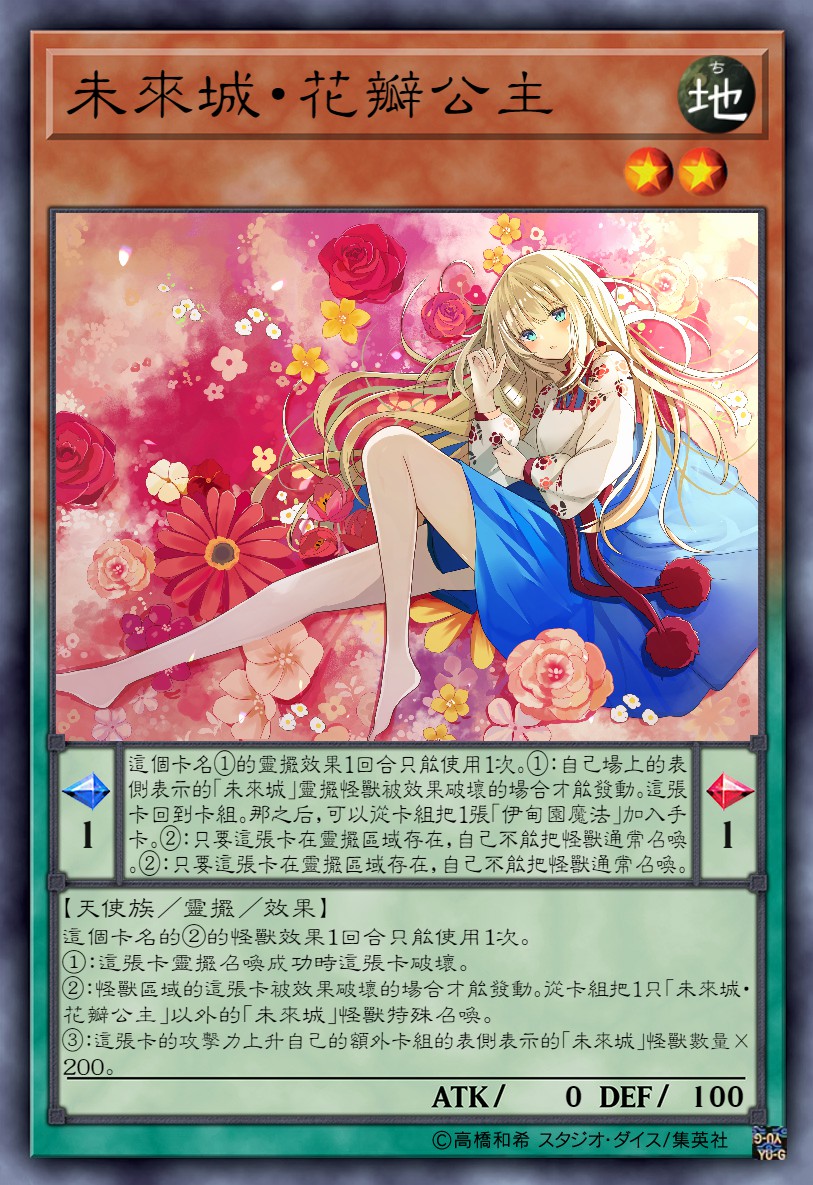 未來城・花瓣公主
ち
地
這個卡名①的靈擺效果1回合只能使用1次。①:自己場上的表
側表示的「未來城」靈擺怪獸被效果破壞的場合才能發動。這張
卡回到卡組。那之后,可以從卡組把1張「伊甸園魔法」加入手
卡。②:只要這張卡在靈擺區域存在,自己不能把怪獸通常召喚
。②:只要這張卡在靈擺區域存在,自己不能把怪獸通常召喚。
1
1
【天使族／靈擺／效果】
這個卡名的②的怪獸效果1回合只能使用1次。
①:這張卡靈擺召喚成功時這張卡破壞。
②:怪獸區域的這張卡被效果破壞的場合才能發動。從卡組把1只「未來城・
花瓣公主」以外的「未來城」怪獸特殊召喚。
③:這張卡的攻擊力上升自己的額外卡組的表側表示的「未來城」怪獸數量×
200。
ATK/ 0 DEF/ 100
©高橋和希 スタジオ・ダイス/集英社
YU-G